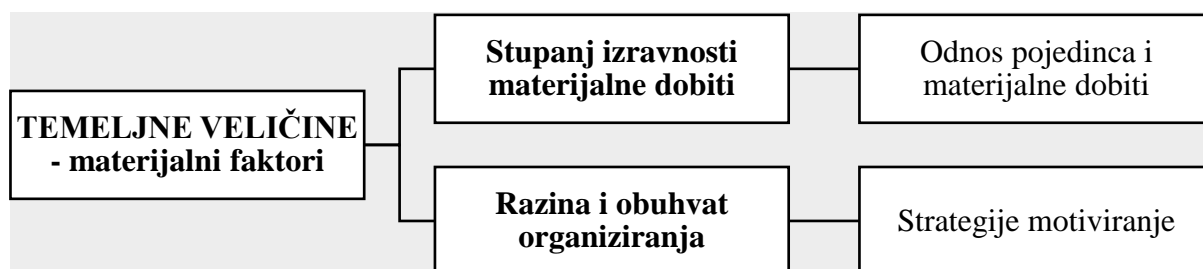 TEMELJNE VELIČINE
- materijalni faktori
Stupanj izravnosti
materijalne dobiti
Odnos pojedinca i
materijalne dobiti
Razina i obuhvat
organiziranja
Strategije motiviranje